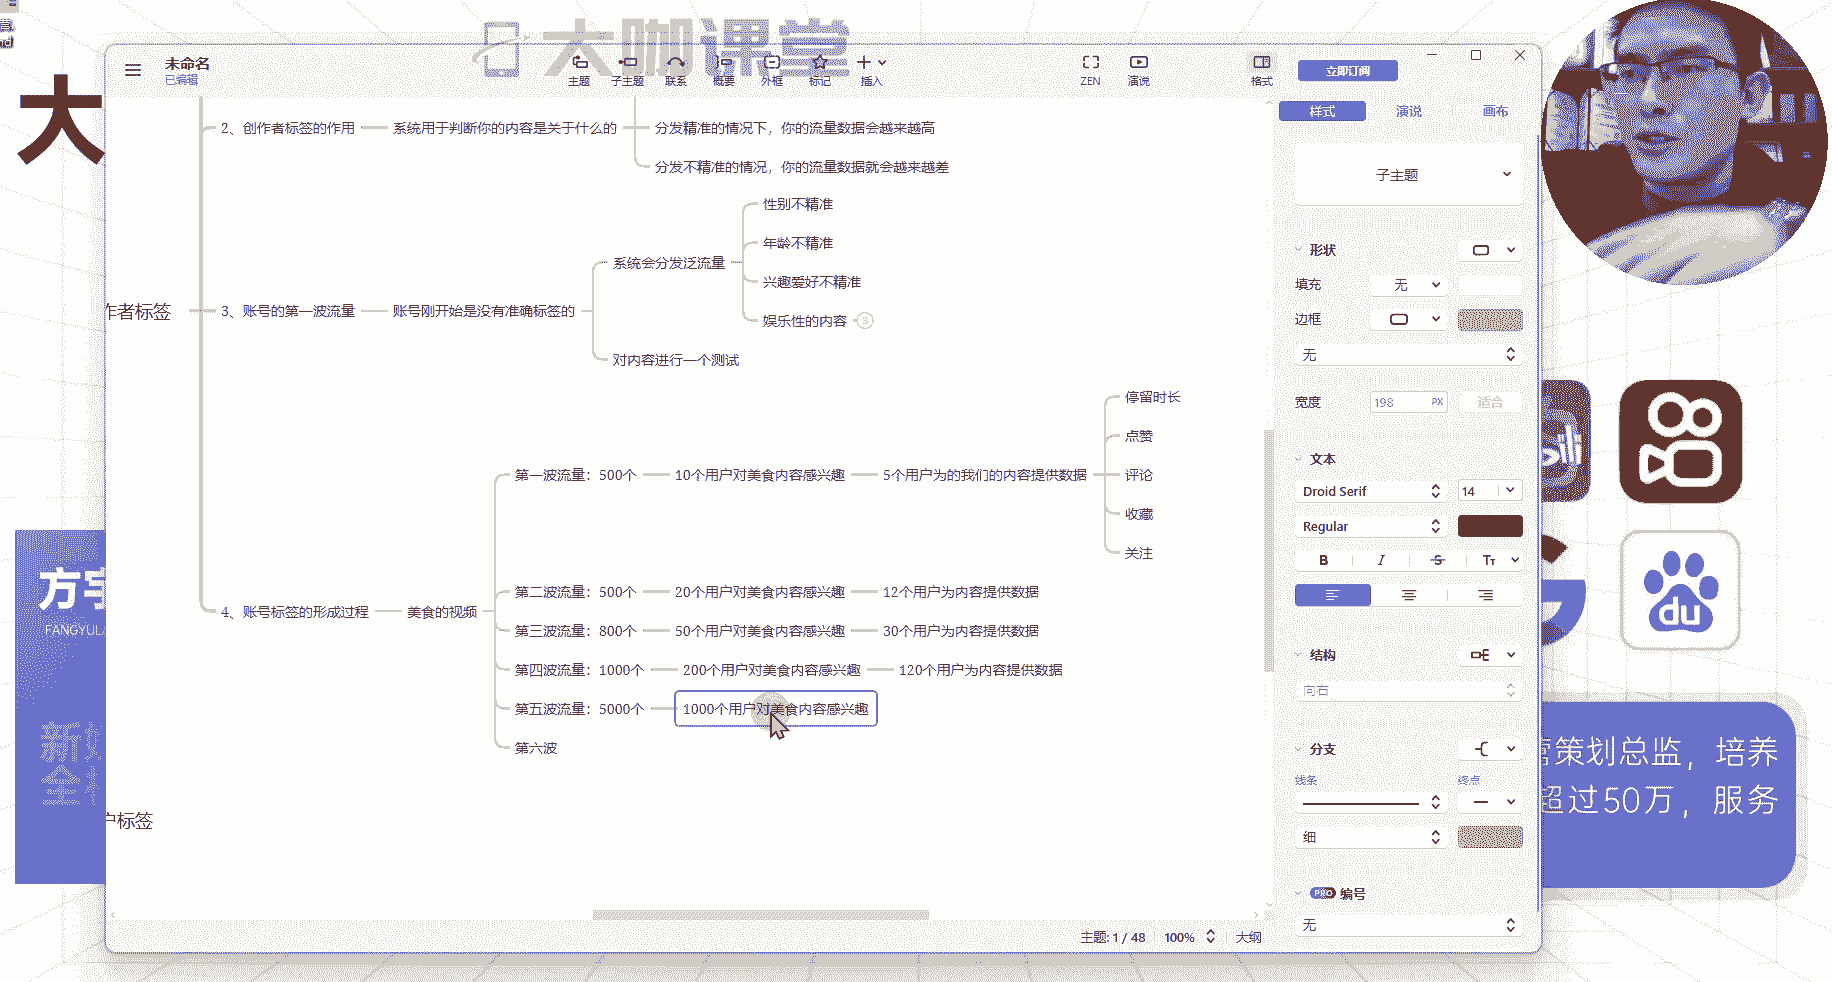 大咖课堂
大
未命名
已编辑
主题
子主题
联系
概要
外框
标记
插入
ZEN
演说
格式
立即订阅
样式
演说
画布
2、创作者标签的作用
系统用于判断你的内容是关于什么的
分发精准的情况下，你的流量数据会越来越高
分发不精准的情况，你的流量数据就会越来越差
作者标签
3、账号的第一波流量
账号刚开始是没有准确标签的
系统会分发泛流量
性别不精准
年龄不精准
兴趣爱好不精准
娱乐性的内容
3
对内容进行一个测试
4、账号标签的形成过程
美食的视频
第一波流量：500个
10个用户对美食内容感兴趣
5个用户为的我们的内容提供数据
停留时长
点赞
评论
收藏
关注
第二波流量：500个
20个用户对美食内容感兴趣
12个用户为内容提供数据
第三波流量：800个
50个用户对美食内容感兴趣
30个用户为内容提供数据
第四波流量：1000个
200个用户对美食内容感兴趣
120个用户为内容提供数据
第五波流量：5000个
1000个用户对美食内容感兴趣
第六波
户标签
子主题
形状
填充
无
边框
无
宽度
198
PX
适合
文本
Droid Serif
14
Regular
B
I
S
Tт
结构
向右
分支
线条
终点
细
PRO
编号
无
主题: 1 / 48
100%
大纲
方宇
FANGYULA
新
全
du
营策划总监，培养
超过50万，服务